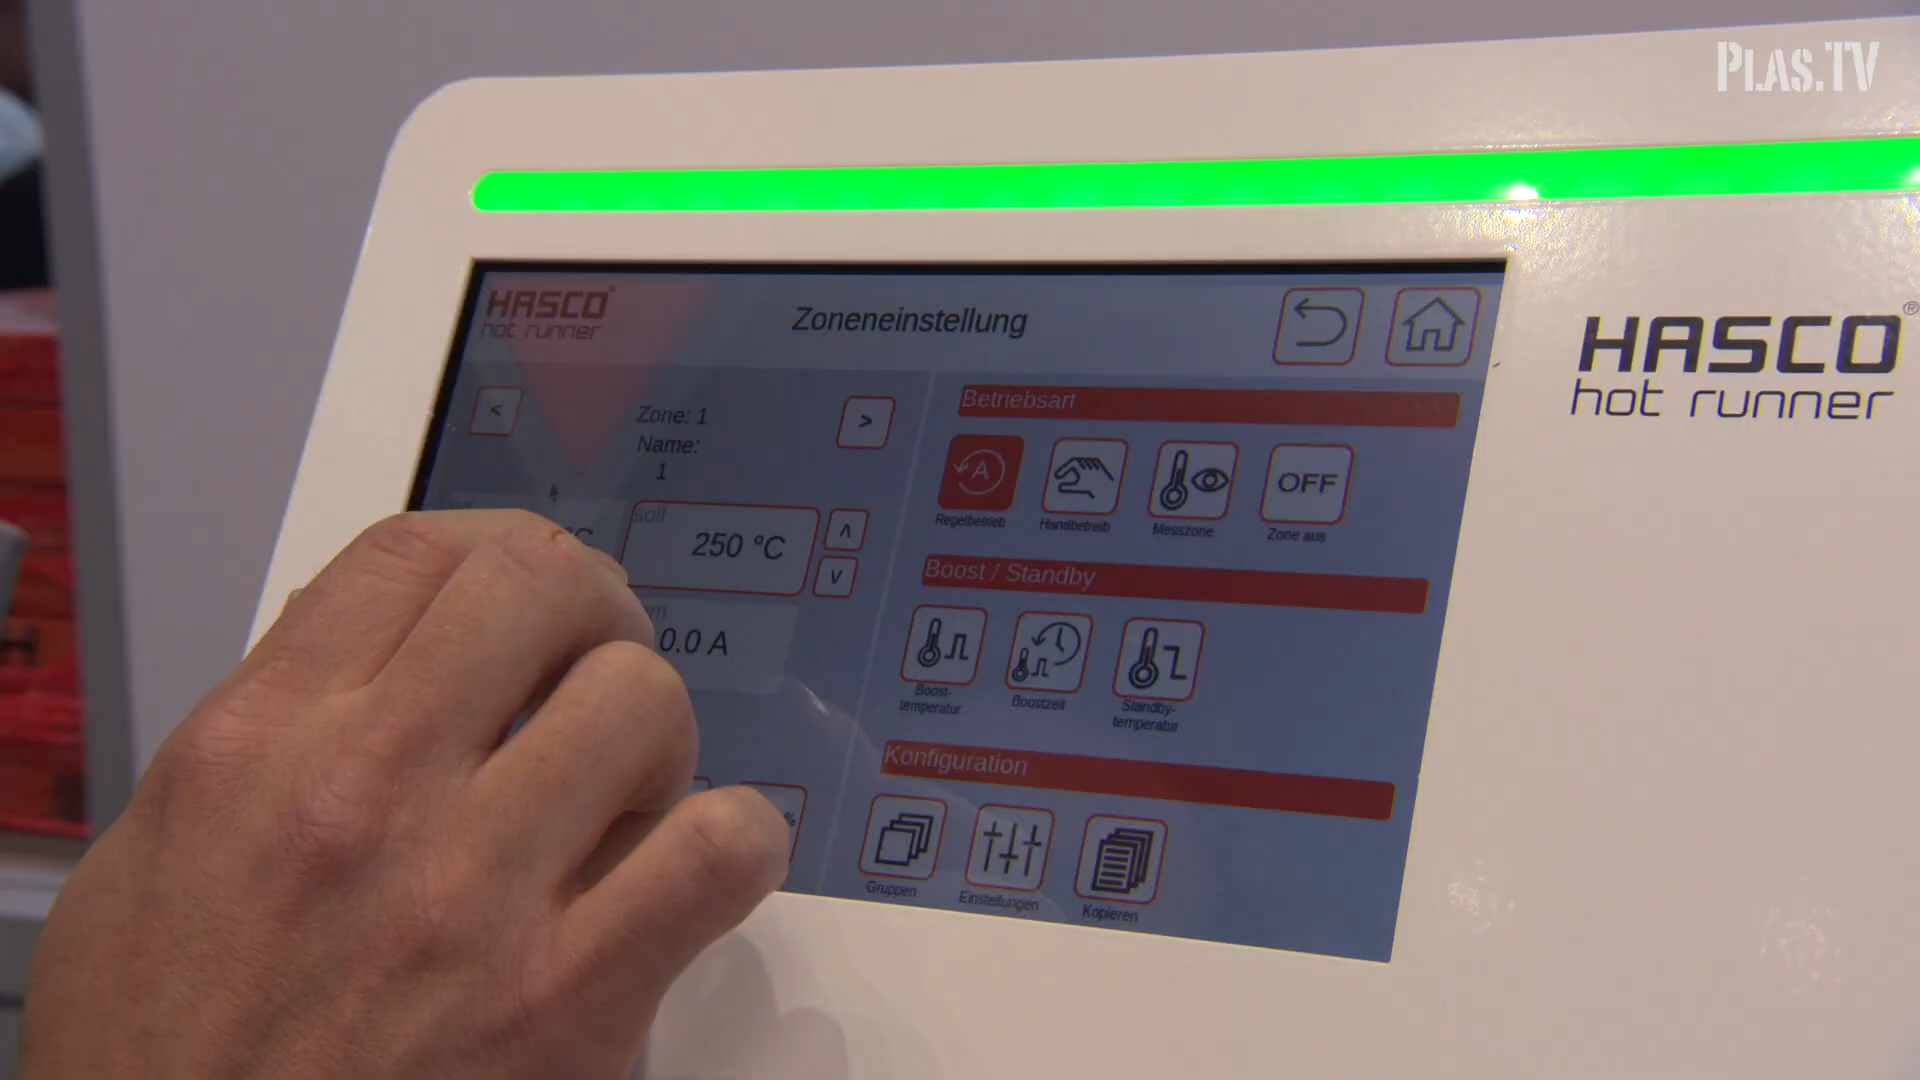 PLAS.TV
HASCO®
hot runner
HASCO®
hot runner
Zoneneinstellung
<
Zone: 1
Name:
1
>
soll
250 °C
0.0 A
%
Betriebsart
A
OFF
Regelbetrieb
Handbetreib
Messzone
Zone aus
Boost / Standby
Boost-
temperatur
Boostzeit
Standby-
temperatur
Konfiguration
Gruppen
Einstellungen
Kopieren